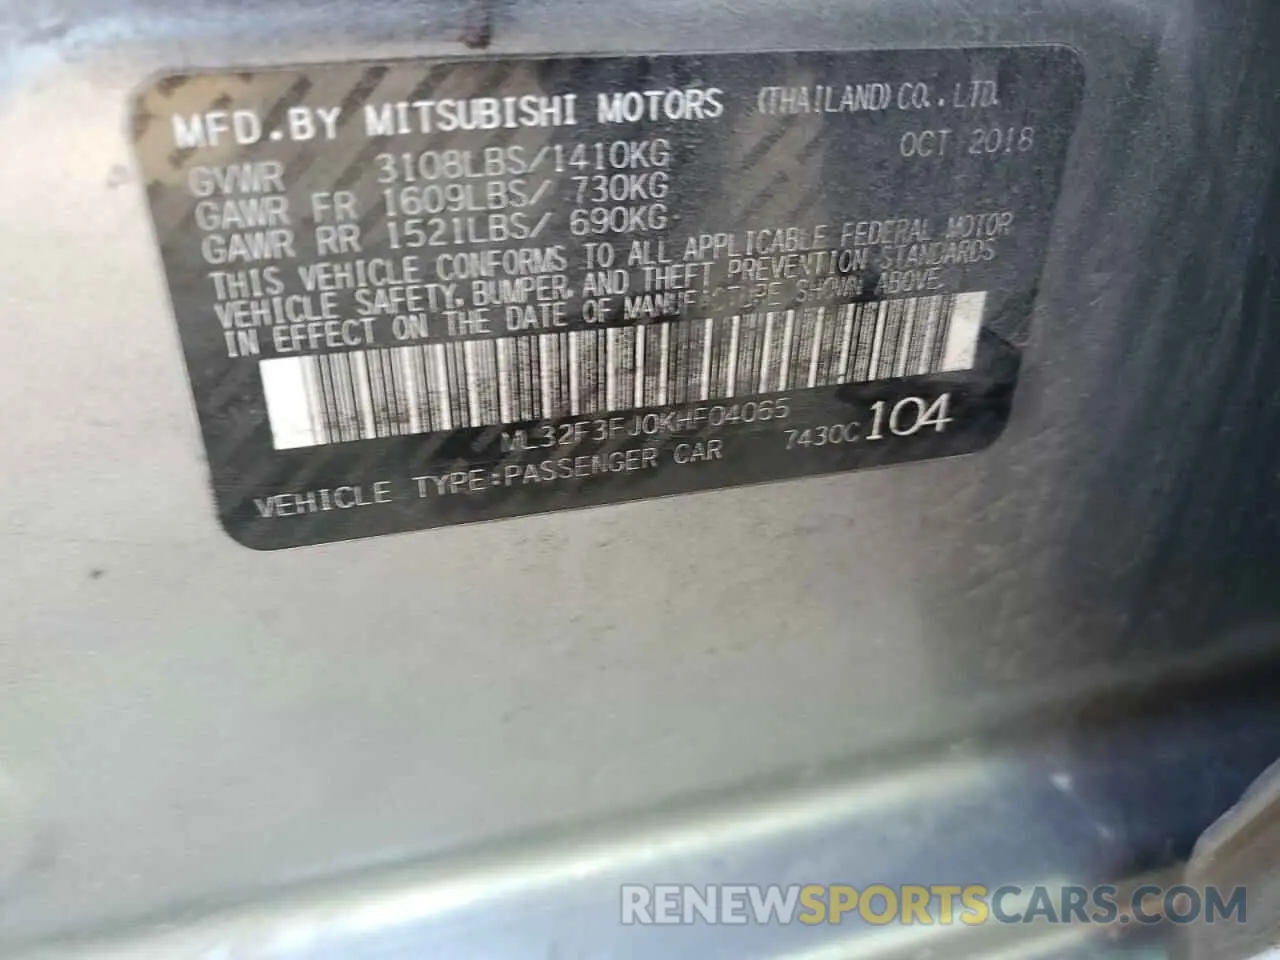 MFD.BY MITSUBISHI MOTORS (THAILAND) CO.,LTD.
OCT 2018
GVWR 3108LBS/1410KG
GAWR FR 1609LBS/ 730KG
GAWR RR 1521LBS/ 690KG
THIS VEHICLE CONFORMS TO ALL APPLICABLE FEDERAL MOTOR
VEHICLE SAFETY, BUMPER, AND THEFT PREVENTION STANDARDS
IN EFFECT ON THE DATE OF MANUFACTURE SHOWN ABOVE.
ML32F3FJ0KHF04065
7430C 104
VEHICLE TYPE:PASSENGER CAR
RENEWSPORTSCARS.COM